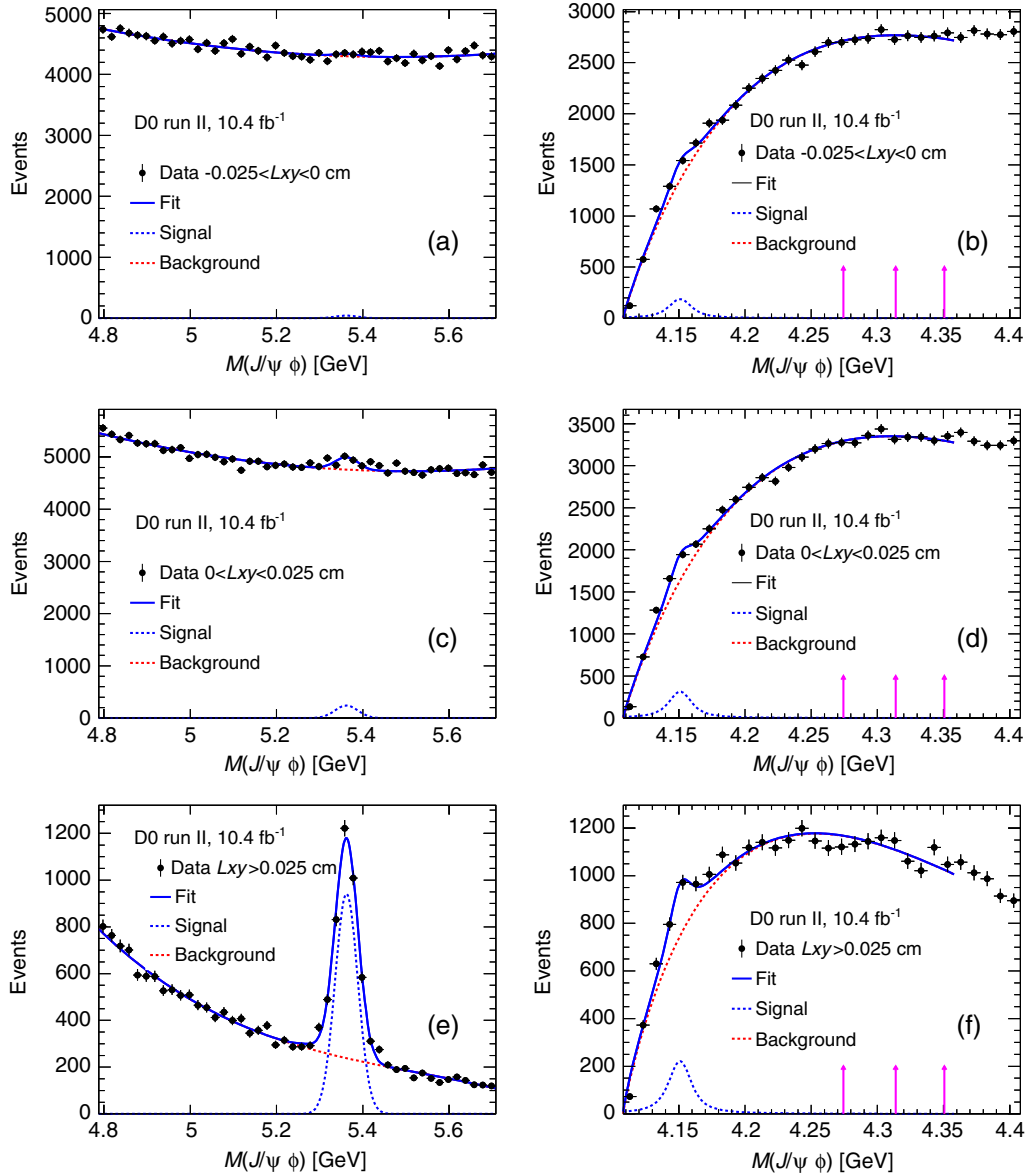 5000
4000
3000
2000
1000
0
Events
D0 run II, 10.4 fb⁻¹
Data -0.025<Lxy<0 cm
Fit
Signal
Background
(a)
4.8 5 5.2 5.4 5.6
M(J/ψ ϕ) [GeV]
3000
2500
2000
1500
1000
500
0
Events
D0 run II, 10.4 fb⁻¹
Data -0.025<Lxy<0 cm
Fit
Signal
Background
(b)
4.15 4.2 4.25 4.3 4.35 4.4
M(J/ψ ϕ) [GeV]
5000
4000
3000
2000
1000
0
Events
D0 run II, 10.4 fb⁻¹
Data 0<Lxy<0.025 cm
Fit
Signal
Background
(c)
4.8 5 5.2 5.4 5.6
M(J/ψ ϕ) [GeV]
3500
3000
2500
2000
1500
1000
500
0
Events
D0 run II, 10.4 fb⁻¹
Data 0<Lxy<0.025 cm
Fit
Signal
Background
(d)
4.15 4.2 4.25 4.3 4.35 4.4
M(J/ψ ϕ) [GeV]
1200
1000
800
600
400
200
0
Events
D0 run II, 10.4 fb⁻¹
Data Lxy>0.025 cm
Fit
Signal
Background
(e)
4.8 5 5.2 5.4 5.6
M(J/ψ ϕ) [GeV]
1200
1000
800
600
400
200
0
Events
D0 run II, 10.4 fb⁻¹
Data Lxy>0.025 cm
Fit
Signal
Background
(f)
4.15 4.2 4.25 4.3 4.35 4.4
M(J/ψ ϕ) [GeV]